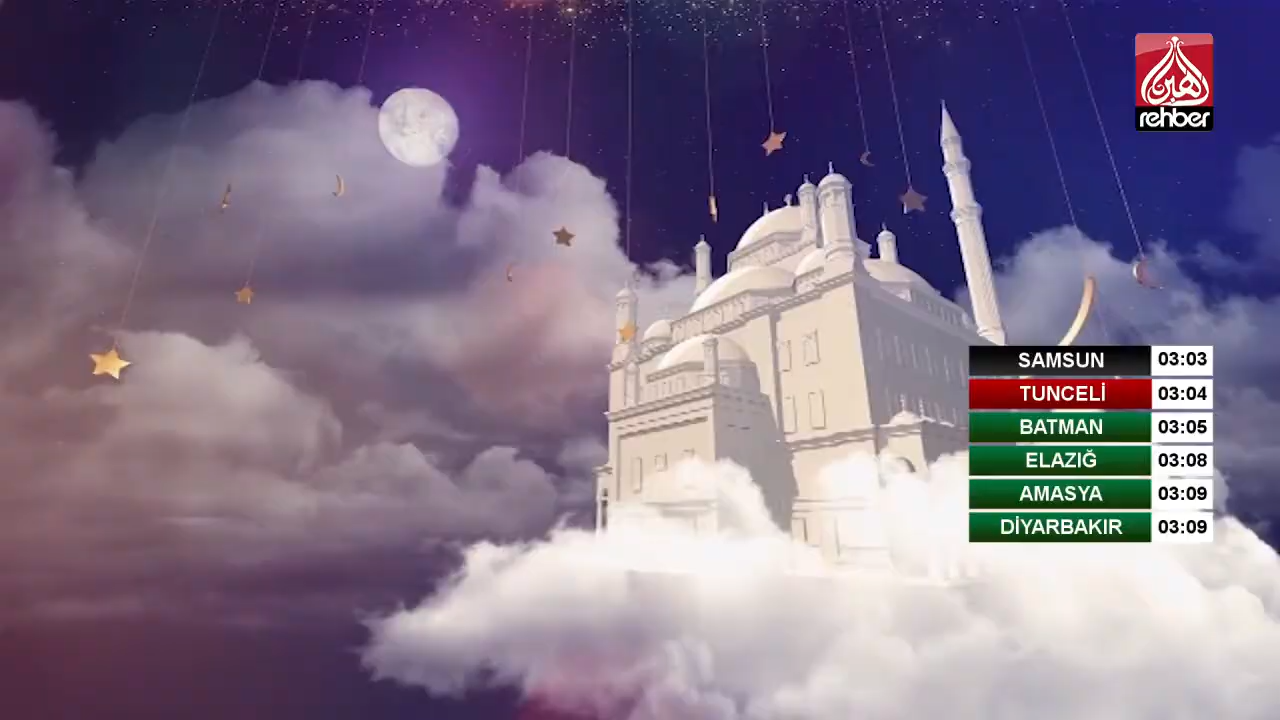 rehber
SAMSUN 03:03
TUNCELİ 03:04
BATMAN 03:05
ELAZIĞ 03:08
AMASYA 03:09
DİYARBAKIR 03:09